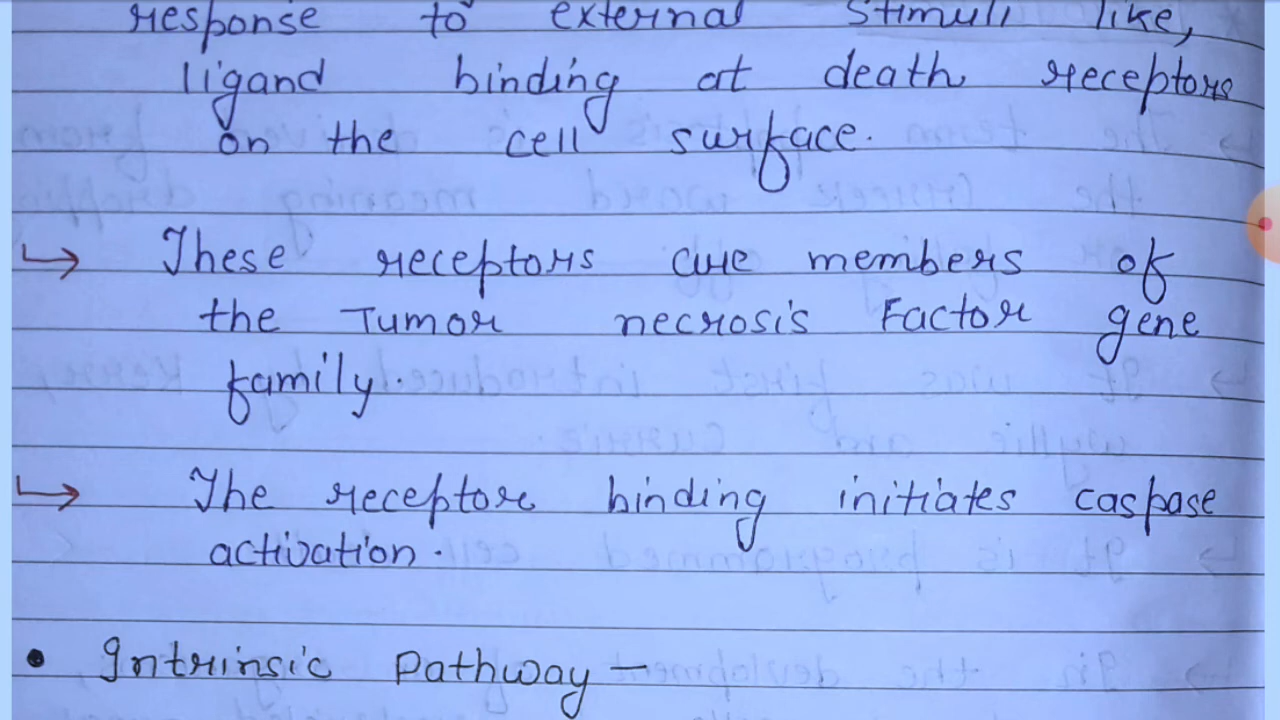 response to external stimuli like,
ligand binding at death receptors
on the cell surface.
↳ These receptors are members of
the Tumor necrosis Factor gene
family.
↳ The receptor binding initiates caspase
activation.
• Intrinsic Pathway –